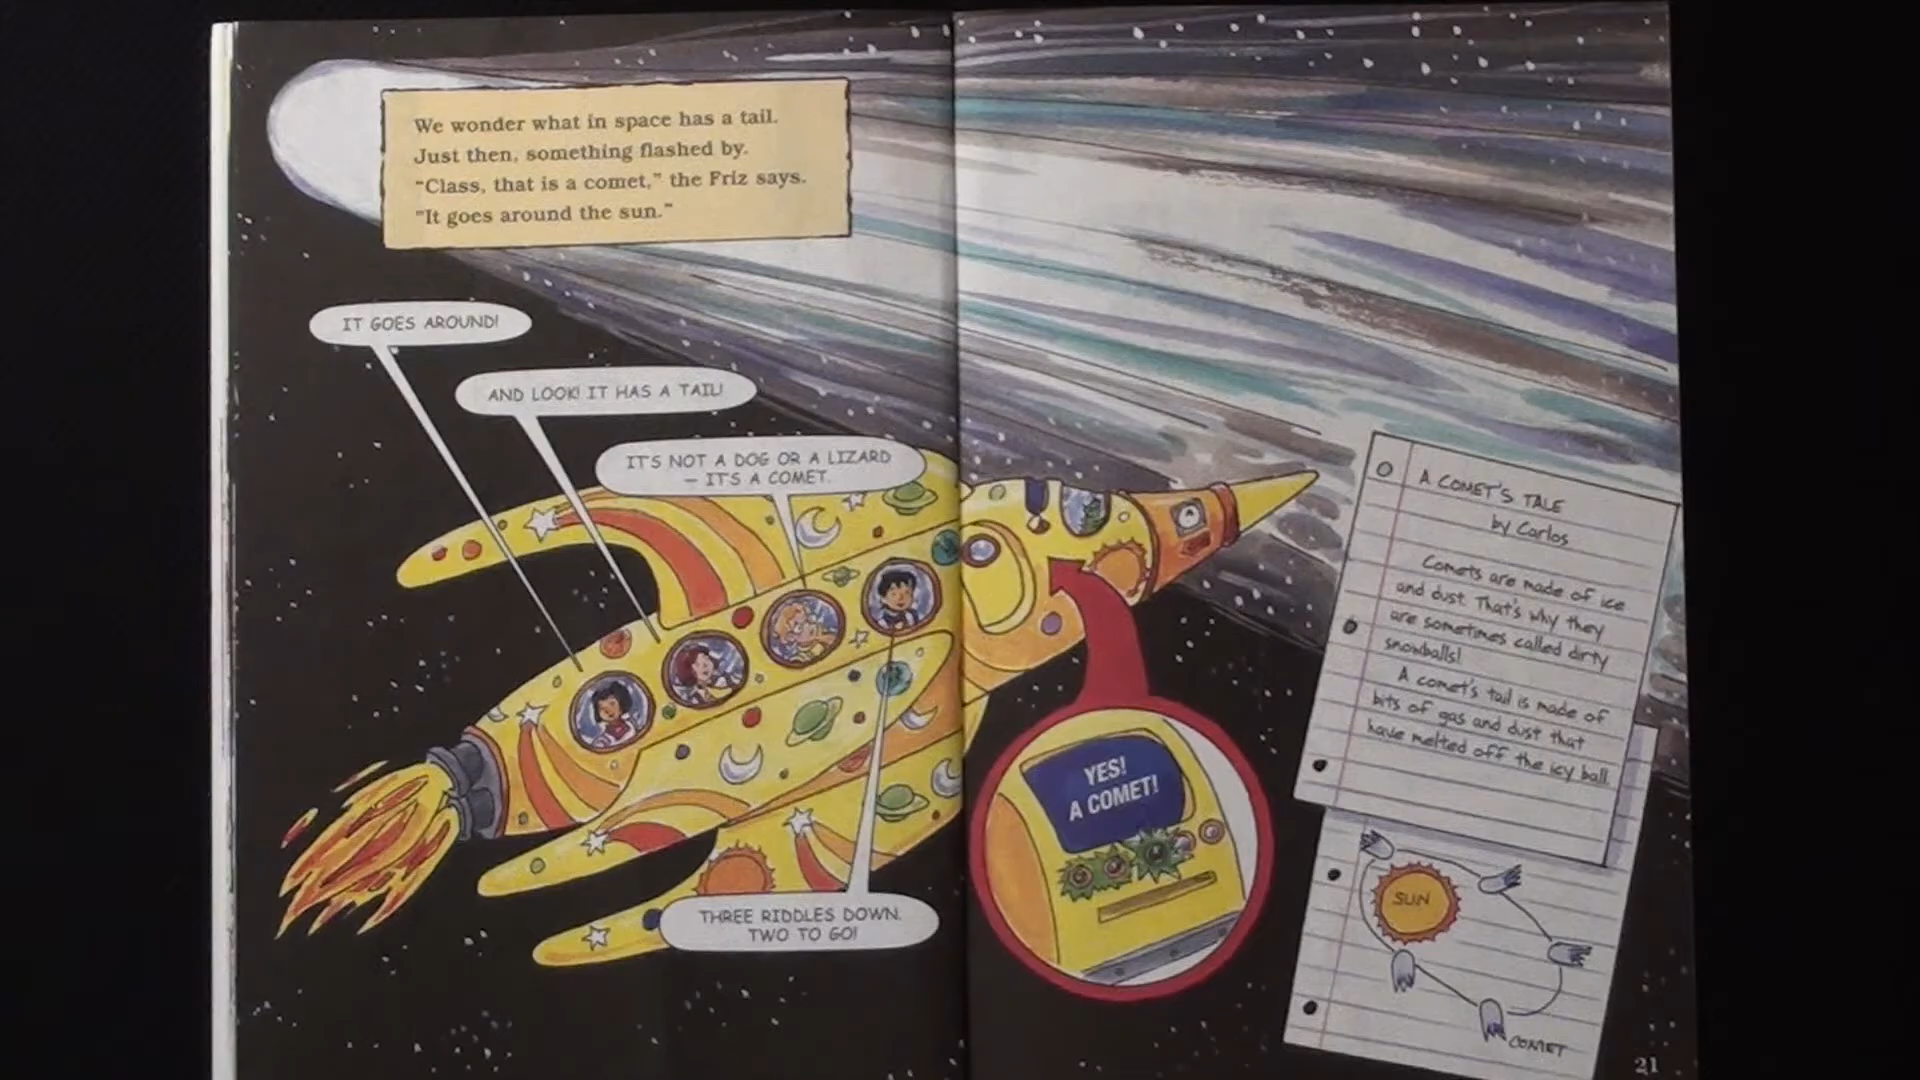 We wonder what in space has a tail.
Just then, something flashed by.
"Class, that is a comet," the Friz says.
"It goes around the sun."
IT GOES AROUND!
AND LOOK! IT HAS A TAIL!
IT'S NOT A DOG OR A LIZARD
— IT'S A COMET.
THREE RIDDLES DOWN.
TWO TO GO!
YES!
A COMET!
A COMET'S TALE
by Carlos
Comets are made of ice
and dust. That's why they
are sometimes called dirty
snowballs!
A comet's tail is made of
bits of gas and dust that
have melted off the icy ball.
SUN
COMET
21